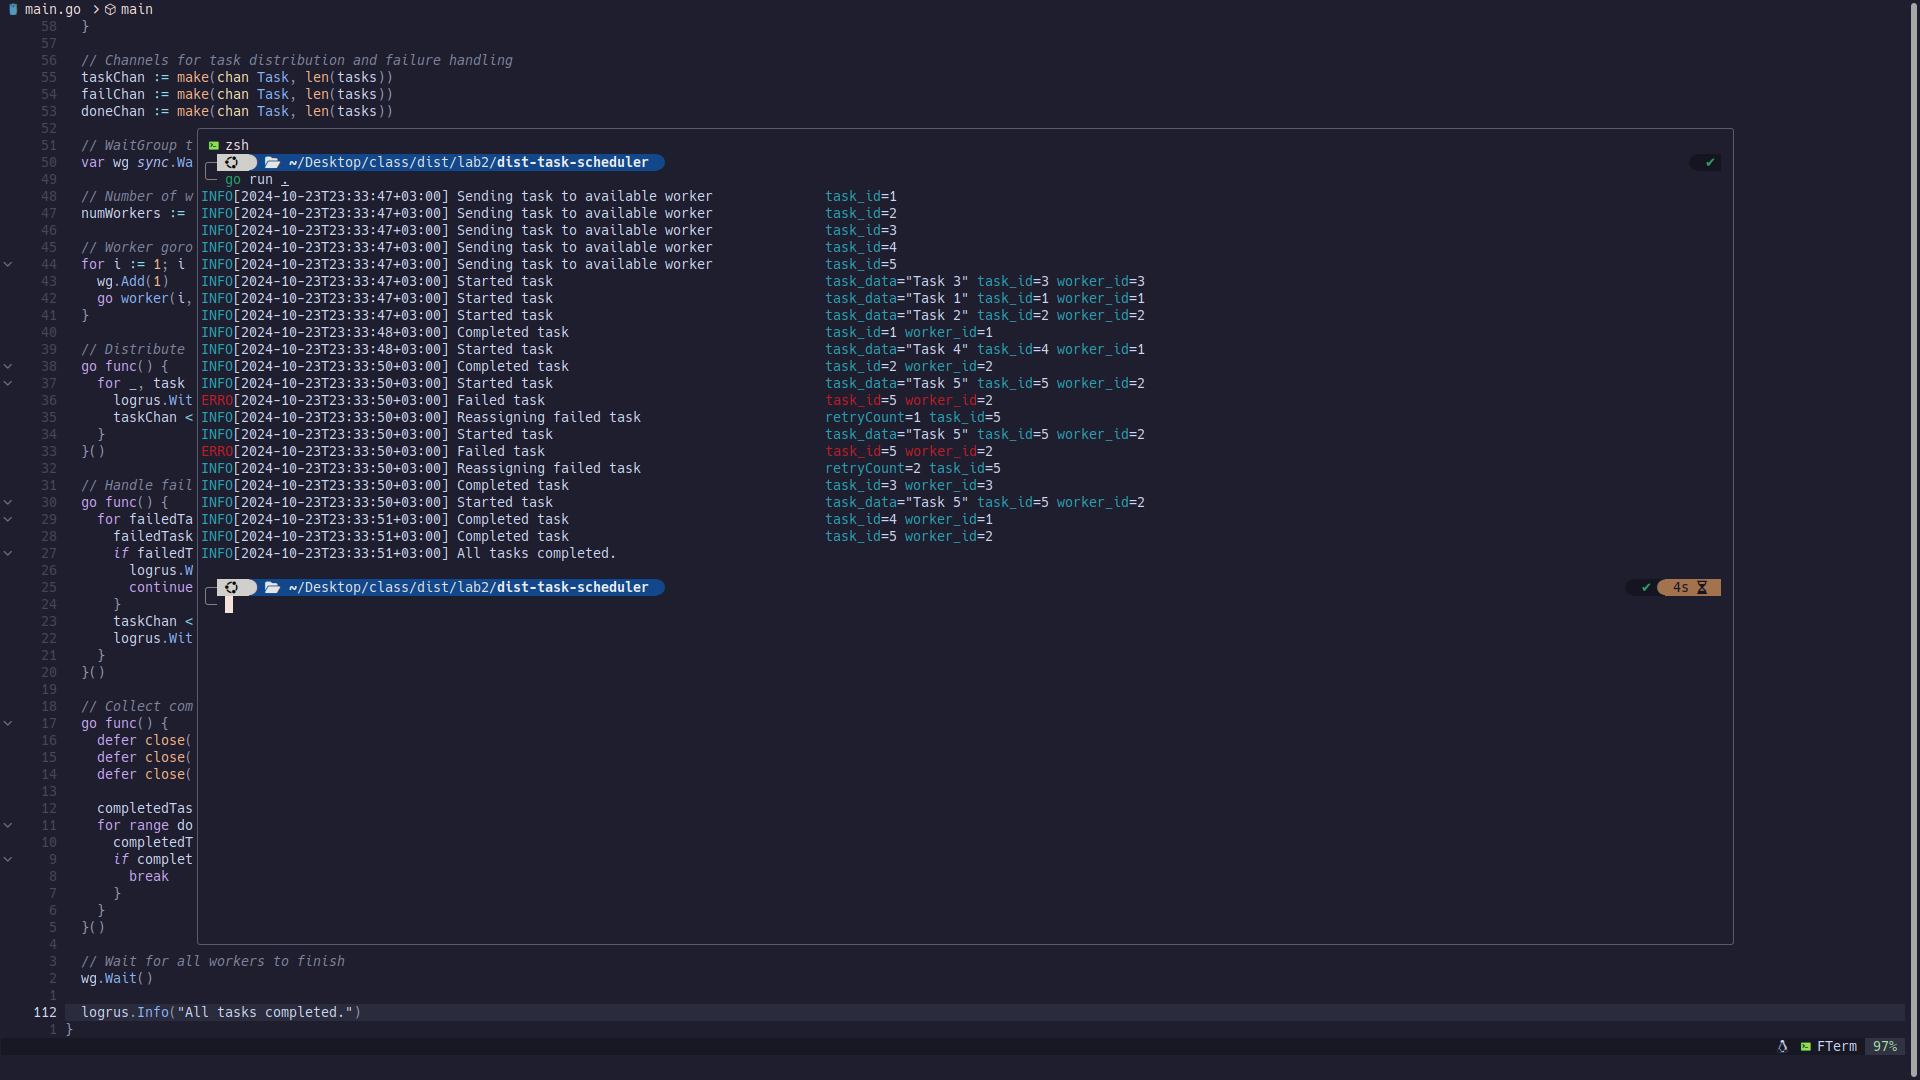 main.go > main
58 }
57
56 // Channels for task distribution and failure handling
55 taskChan := make(chan Task, len(tasks))
54 failChan := make(chan Task, len(tasks))
53 doneChan := make(chan Task, len(tasks))
52
51 // WaitGroup t zsh
50 var wg sync.Wa ~/Desktop/class/dist/lab2/dist-task-scheduler ✔
49 go run .
48 // Number of w INFO[2024-10-23T23:33:47+03:00] Sending task to available worker task_id=1
47 numWorkers := INFO[2024-10-23T23:33:47+03:00] Sending task to available worker task_id=2
46 INFO[2024-10-23T23:33:47+03:00] Sending task to available worker task_id=3
45 // Worker goro INFO[2024-10-23T23:33:47+03:00] Sending task to available worker task_id=4
44 for i := 1; i INFO[2024-10-23T23:33:47+03:00] Sending task to available worker task_id=5
43 wg.Add(1) INFO[2024-10-23T23:33:47+03:00] Started task task_data="Task 3" task_id=3 worker_id=3
42 go worker(i, INFO[2024-10-23T23:33:47+03:00] Started task task_data="Task 1" task_id=1 worker_id=1
41 } INFO[2024-10-23T23:33:47+03:00] Started task task_data="Task 2" task_id=2 worker_id=2
40 INFO[2024-10-23T23:33:48+03:00] Completed task task_id=1 worker_id=1
39 // Distribute INFO[2024-10-23T23:33:48+03:00] Started task task_data="Task 4" task_id=4 worker_id=1
38 go func() { INFO[2024-10-23T23:33:50+03:00] Completed task task_id=2 worker_id=2
37 for _, task INFO[2024-10-23T23:33:50+03:00] Started task task_data="Task 5" task_id=5 worker_id=2
36 logrus.Wit ERRO[2024-10-23T23:33:50+03:00] Failed task task_id=5 worker_id=2
35 taskChan < INFO[2024-10-23T23:33:50+03:00] Reassigning failed task retryCount=1 task_id=5
34 } INFO[2024-10-23T23:33:50+03:00] Started task task_data="Task 5" task_id=5 worker_id=2
33 }() ERRO[2024-10-23T23:33:50+03:00] Failed task task_id=5 worker_id=2
32 INFO[2024-10-23T23:33:50+03:00] Reassigning failed task retryCount=2 task_id=5
31 // Handle fail INFO[2024-10-23T23:33:50+03:00] Completed task task_id=3 worker_id=3
30 go func() { INFO[2024-10-23T23:33:50+03:00] Started task task_data="Task 5" task_id=5 worker_id=2
29 for failedTa INFO[2024-10-23T23:33:51+03:00] Completed task task_id=4 worker_id=1
28 failedTask INFO[2024-10-23T23:33:51+03:00] Completed task task_id=5 worker_id=2
27 if failedT INFO[2024-10-23T23:33:51+03:00] All tasks completed.
26 logrus.W
25 continue ~/Desktop/class/dist/lab2/dist-task-scheduler ✔ 4s
24 }
23 taskChan <
22 logrus.Wit
21 }
20 }()
19
18 // Collect com
17 go func() {
16 defer close(
15 defer close(
14 defer close(
13
12 completedTas
11 for range do
10 completedT
9 if complet
8 break
7 }
6 }
5 }()
4
3 // Wait for all workers to finish
2 wg.Wait()
1
112 logrus.Info("All tasks completed.")
1 }
FTerm 97%